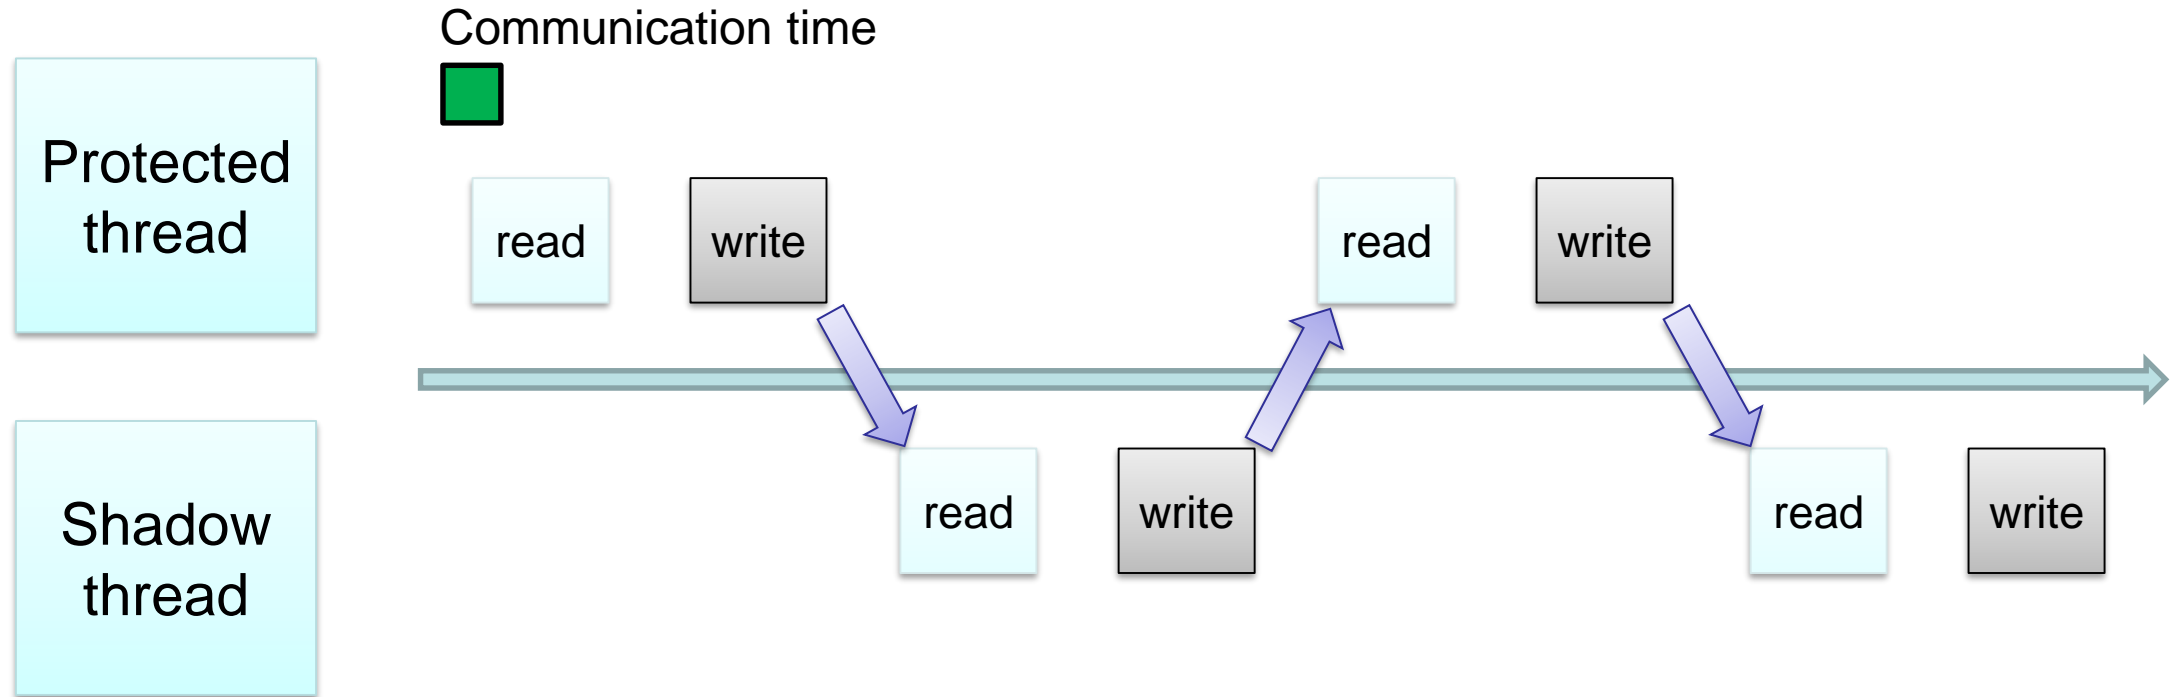 Communication time
Protected
thread
read
write
read
write
Shadow
thread
read
write
read
write